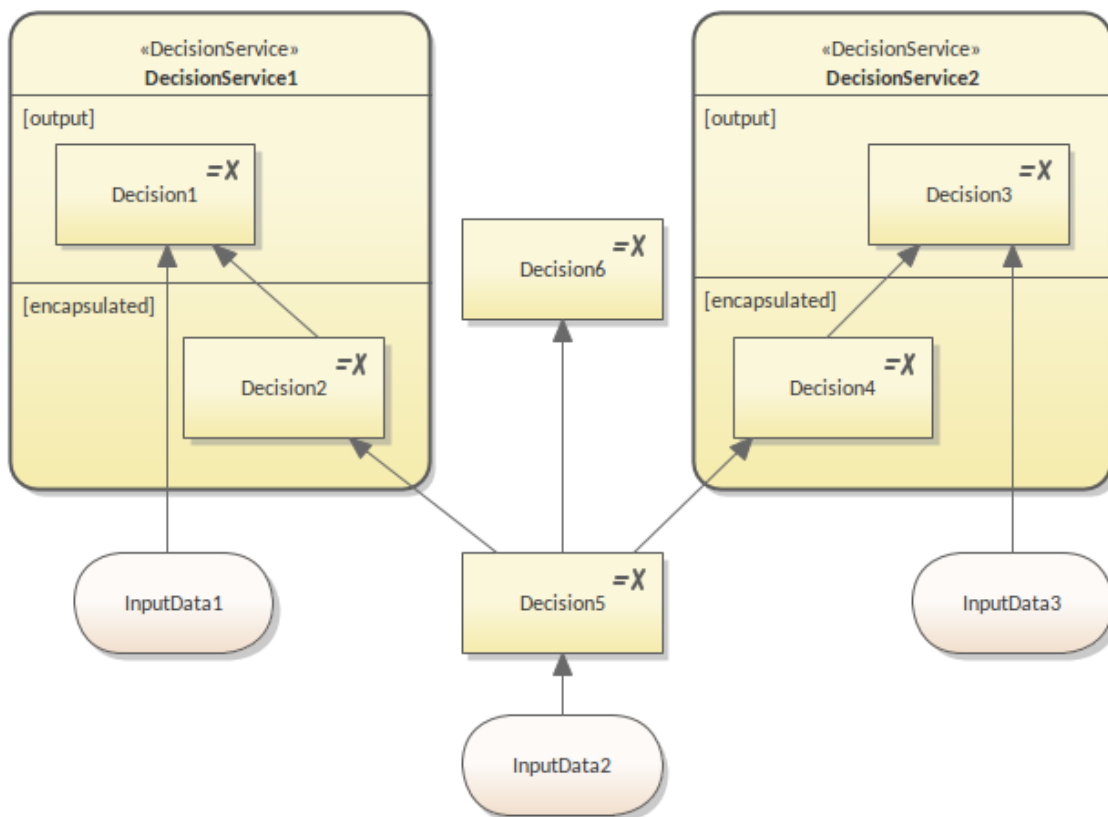 «DecisionService»
DecisionService1
[output]
=X
Decision1
[encapsulated]
=X
Decision2
=X
Decision6
«DecisionService»
DecisionService2
[output]
=X
Decision3
[encapsulated]
=X
Decision4
InputData1
=X
Decision5
InputData3
InputData2